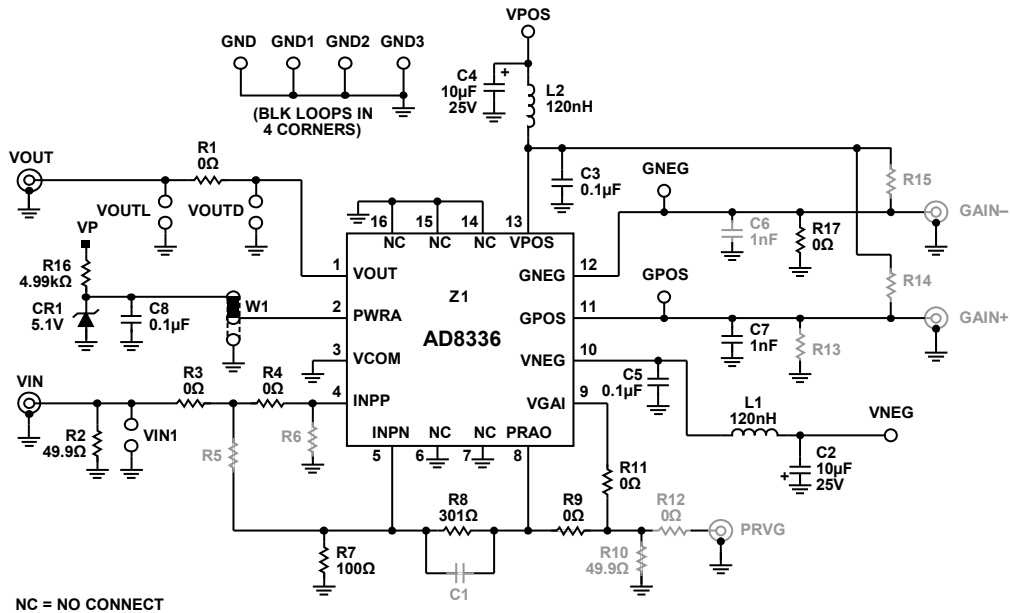 VPOS
GND GND1 GND2 GND3
(BLK LOOPS IN
4 CORNERS)
C4
10µF
25V
+
L2
120nH
VOUT
R1
0Ω
VOUTL
VOUTD
C3
0.1µF
GNEG
R15
GAIN–
C6
1nF
R17
0Ω
VP
R16
4.99kΩ
CR1
5.1V
C8
0.1µF
W1
16 15 14 13
NC NC NC VPOS
1 VOUT
2 PWRA
3 VCOM
4 INPP
Z1
AD8336
GNEG 12
GPOS 11
VNEG 10
VGAI 9
INPN NC NC PRAO
5 6 7 8
GPOS
R14
GAIN+
C7
1nF
R13
C5
0.1µF
L1
120nH
VNEG
C2
10µF
25V
+
VIN
R3
0Ω
R4
0Ω
R2
49.9Ω
VIN1
R5
R6
R11
0Ω
R8
301Ω
R9
0Ω
R12
0Ω
PRVG
R7
100Ω
C1
R10
49.9Ω
NC = NO CONNECT